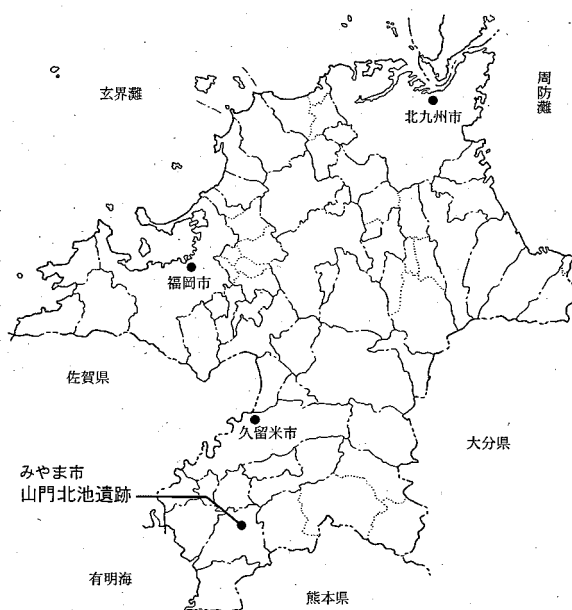 玄界灘
周防灘
北九州市
福岡市
佐賀県
久留米市
大分県
みやま市
山門北池遺跡
有明海
熊本県